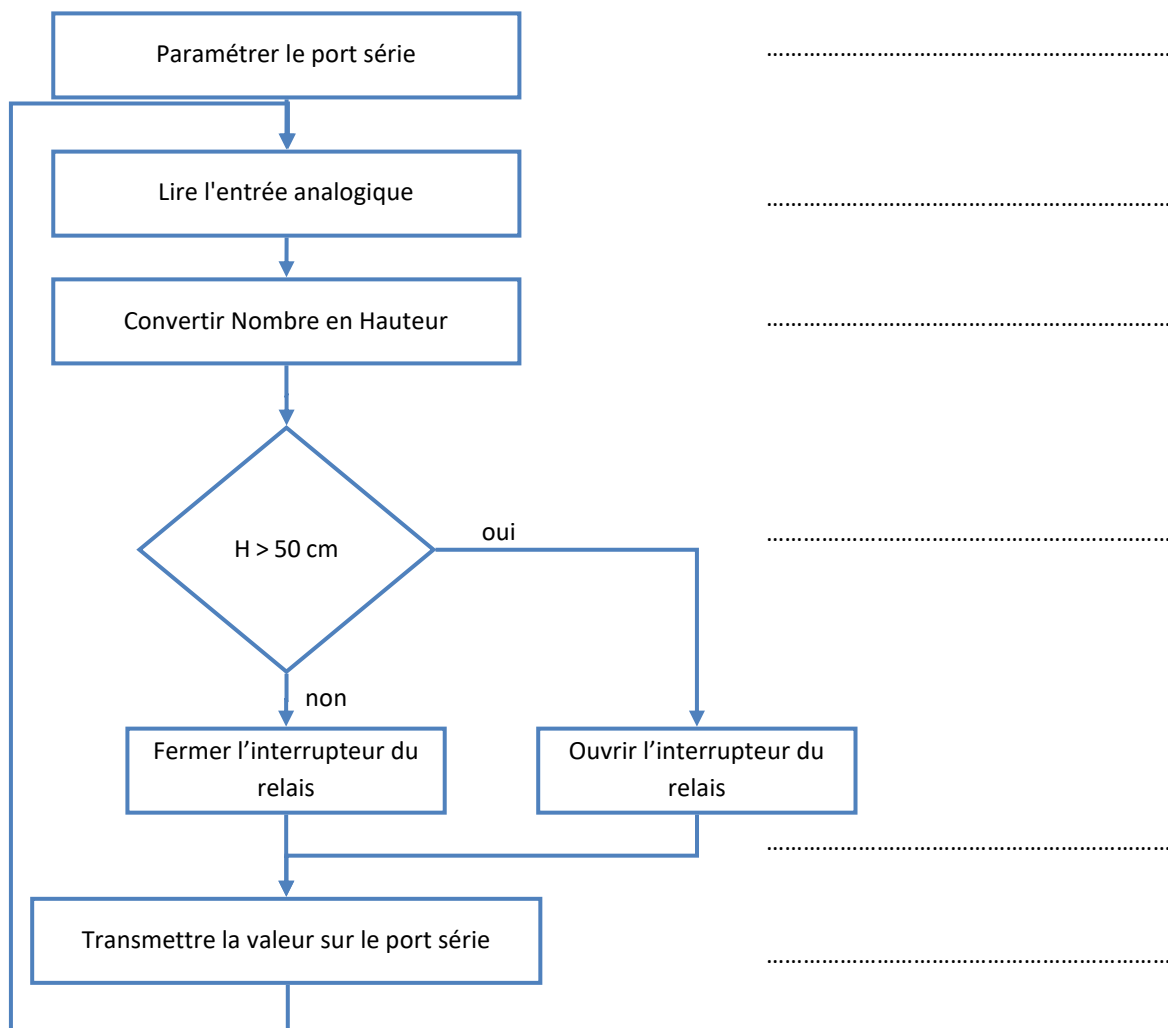 Paramétrer le port série
……………………………………………………………
Lire l'entrée analogique
……………………………………………………………
Convertir Nombre en Hauteur
……………………………………………………………
H > 50 cm
oui
……………………………………………………………
non
Fermer l’interrupteur du
relais
Ouvrir l’interrupteur du
relais
……………………………………………………………
Transmettre la valeur sur le port série
……………………………………………………………